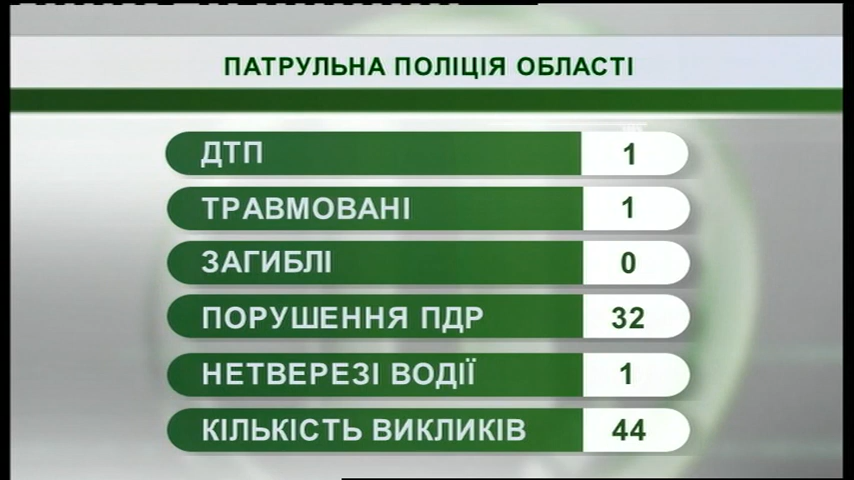 ПАТРУЛЬНА ПОЛІЦІЯ ОБЛАСТІ
ДТП 1
ТРАВМОВАНІ 1
ЗАГИБЛІ 0
ПОРУШЕННЯ ПДР 32
НЕТВЕРЕЗІ ВОДІЇ 1
КІЛЬКІСТЬ ВИКЛИКІВ 44